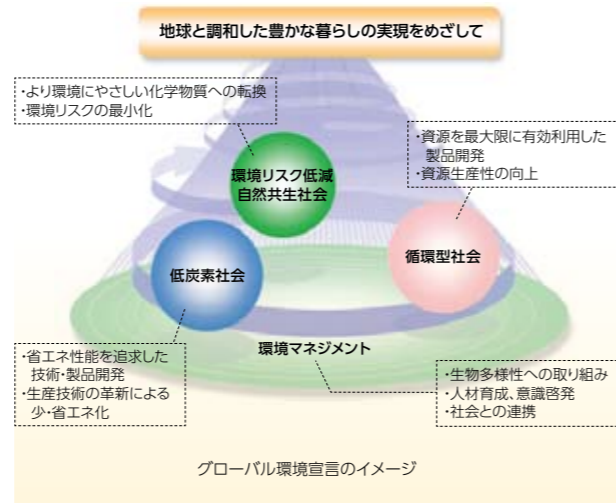 地球と調和した豊かな暮らしの実現をめざして
・より環境にやさしい化学物質への転換
・環境リスクの最小化
環境リスク低減
自然共生社会
・資源を最大限に有効利用した
製品開発
・資源生産性の向上
循環型社会
低炭素社会
・省エネ性能を追求した
技術・製品開発
・生産技術の革新による
少・省エネ化
環境マネジメント
・生物多様性への取り組み
・人材育成、意識啓発
・社会との連携
グローバル環境宣言のイメージ